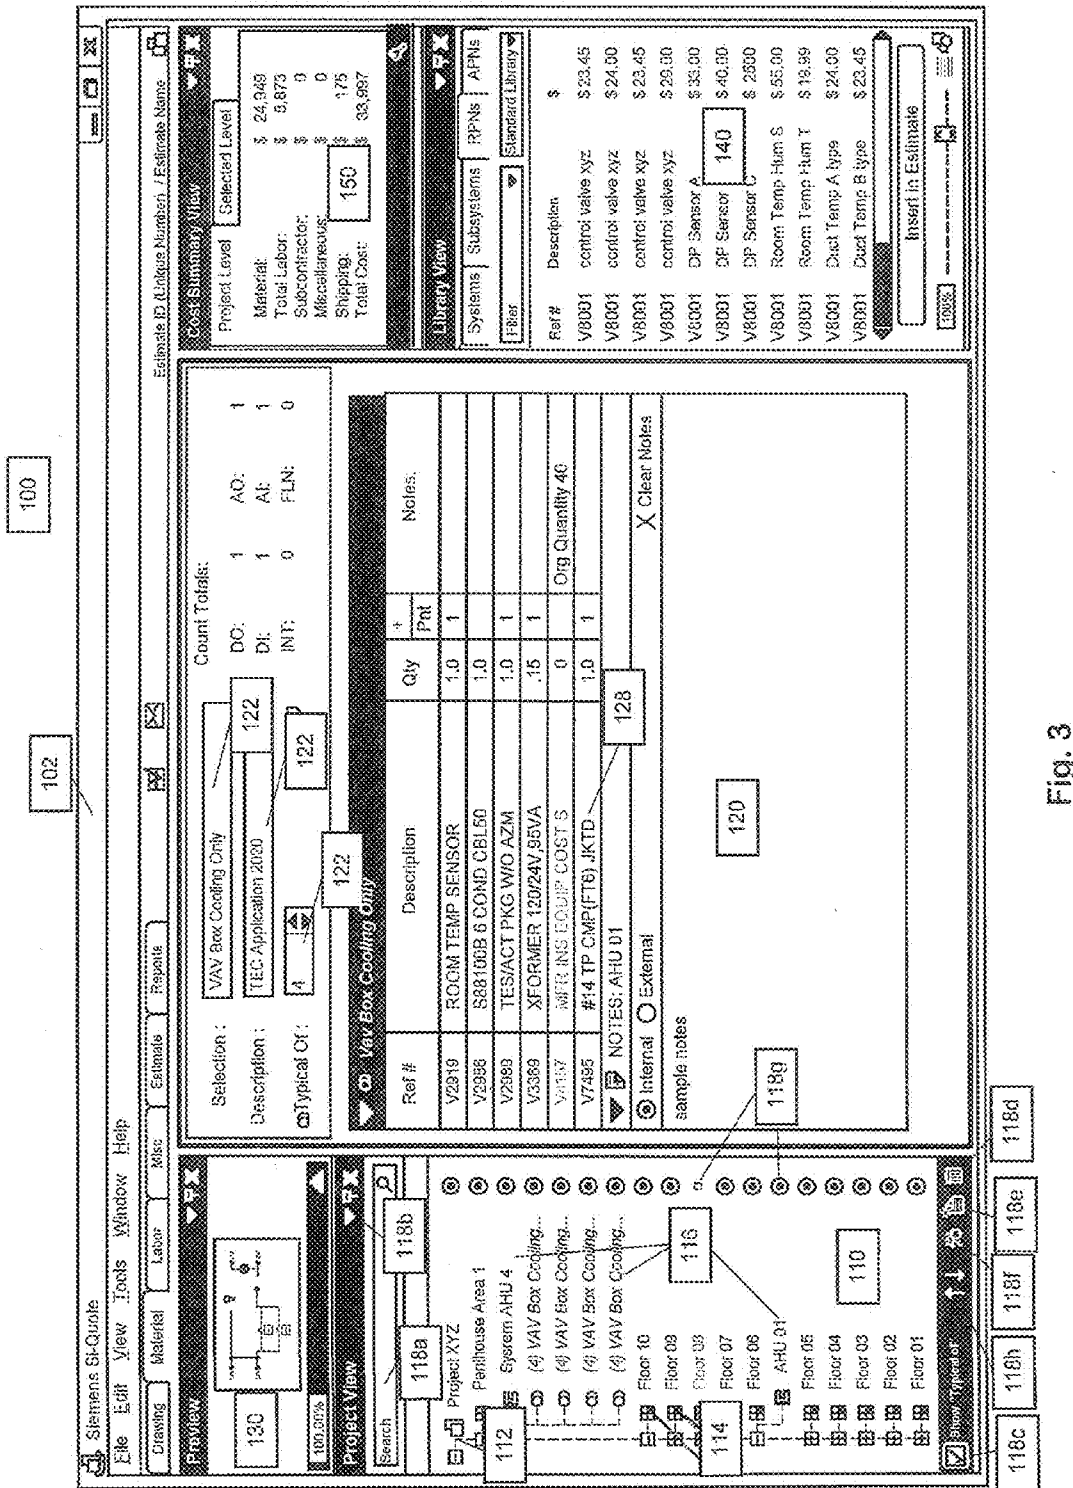 100
102
Siemens Si-Quote
File Edit View Tools Window Help
Drawing Material Labor Misc Estimate Reports
Estimate ID (Unique Number) / Estimate Name
Preview
130
100.00%
Project View
Search
118a
118b
Project XYZ
Penthouse Area 1
Sysrem AHU 4
(4) VAV Box Cooling...
(4) VAV Box Cooling...
(4) VAV Box Cooling...
(4) VAV Box Cooling...
Floor 10
Floor 09
Floor 08
Floor 07
Floor 06
AHU 01
Floor 05
Floor 04
Floor 03
Floor 02
Floor 01
112
114
116
110
118g
118c
118h
118f
118e
118d
Selection : VAV Box Cooling Only
Description : TEC Application 2020
Typical Of : 4
122
122
122
Count Totals:
DO: 1 AO: 1
DI: 1 AI: 1
INT: 0 FLN: 0
Vav Box Cooling Only
Ref # Description Qty + Pnt Notes:
V2919 ROOM TEMP SENSOR 1.0 1
V2966 S88100B 6 COND CBL50 1.0
V2988 TES/ACT PKG W/O AZM 1.0 1
V3389 XFORMER 120/24V,95VA .15 1
MFR INS EQUIP COST S 0 Org Quantity 40
V7495 #14 TP CMP(FT6) JKTD 1.0 1
128
NOTES: AHU 01
Internal External X Clear Notes
sample notes
120
Cost Summary View
Project Level Selected Level
Material: $ 24,949
Total Labor: $ 8,873
Subcontractor: $ 0
Miscellaneous: $ 0
Shipping: $ 175
Total Cost: $ 33,997
150
Library View
Systems Subsystems RPNs APNs
Filter Standard Library
Ref # Description $
V8001 control valve xyz $ 23.45
V8001 control valve xyz $ 24.00
V8001 control valve xyz $ 23.45
V8001 control valve xyz $ 29.00
V8001 DP Sensor A $ 33.00
V8001 DP Sensor $ 40.00
V8001 DP Sensor C $ 2600
V8001 Room Temp Hum S $ 55.00
V8001 Room Temp Hum T $ 19.99
V8001 Duct Temp A type $ 24.00
V8001 Duct Temp B type $ 23.45
140
Insert in Estimate
100%
Fig. 3